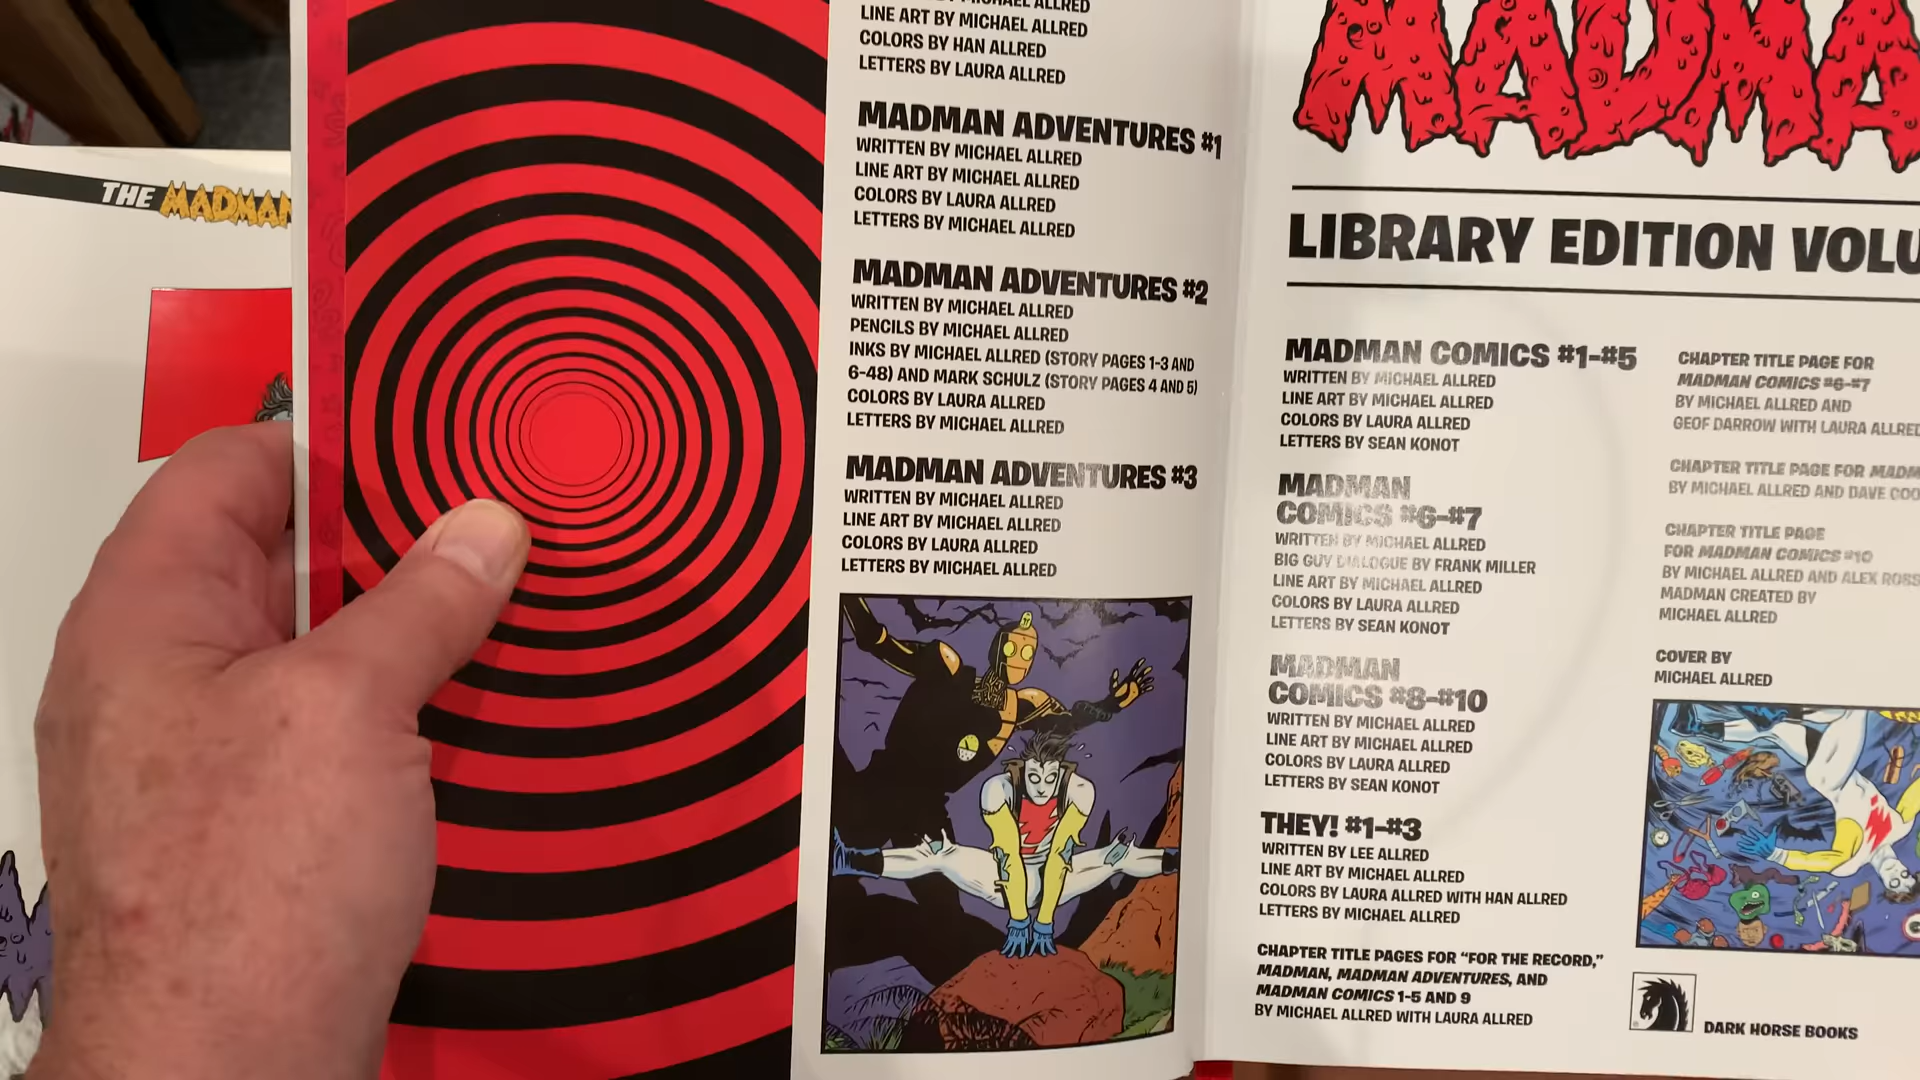 THE MADMAN
MICHAEL ALLRED
LINE ART BY MICHAEL ALLRED
COLORS BY HAN ALLRED
LETTERS BY LAURA ALLRED
MADMAN ADVENTURES #1
WRITTEN BY MICHAEL ALLRED
LINE ART BY MICHAEL ALLRED
COLORS BY LAURA ALLRED
LETTERS BY MICHAEL ALLRED
MADMAN ADVENTURES #2
WRITTEN BY MICHAEL ALLRED
PENCILS BY MICHAEL ALLRED
INKS BY MICHAEL ALLRED (STORY PAGES 1-3 AND
6-48) AND MARK SCHULZ (STORY PAGES 4 AND 5)
COLORS BY LAURA ALLRED
LETTERS BY MICHAEL ALLRED
MADMAN ADVENTURES #3
WRITTEN BY MICHAEL ALLRED
LINE ART BY MICHAEL ALLRED
COLORS BY LAURA ALLRED
LETTERS BY MICHAEL ALLRED
MADMA
LIBRARY EDITION VOLU
MADMAN COMICS #1-#5
WRITTEN BY MICHAEL ALLRED
LINE ART BY MICHAEL ALLRED
COLORS BY LAURA ALLRED
LETTERS BY SEAN KONOT
MADMAN
COMICS #6-#7
WRITTEN BY MICHAEL ALLRED
BIG GUY DIALOGUE BY FRANK MILLER
LINE ART BY MICHAEL ALLRED
COLORS BY LAURA ALLRED
LETTERS BY SEAN KONOT
MADMAN
COMICS #8-#10
WRITTEN BY MICHAEL ALLRED
LINE ART BY MICHAEL ALLRED
COLORS BY LAURA ALLRED
LETTERS BY SEAN KONOT
THEY! #1-#3
WRITTEN BY LEE ALLRED
LINE ART BY MICHAEL ALLRED
COLORS BY LAURA ALLRED WITH HAN ALLRED
LETTERS BY MICHAEL ALLRED
CHAPTER TITLE PAGES FOR “FOR THE RECORD,”
MADMAN, MADMAN ADVENTURES, AND
MADMAN COMICS 1-5 AND 9
BY MICHAEL ALLRED WITH LAURA ALLRED
CHAPTER TITLE PAGE FOR
MADMAN COMICS #6-#7
BY MICHAEL ALLRED AND
GEOF DARROW WITH LAURA ALLRED
CHAPTER TITLE PAGE FOR MADM
BY MICHAEL ALLRED AND DAVE COO
CHAPTER TITLE PAGE
FOR MADMAN COMICS #10
BY MICHAEL ALLRED AND ALEX ROSS
MADMAN CREATED BY
MICHAEL ALLRED
COVER BY
MICHAEL ALLRED
DARK HORSE BOOKS